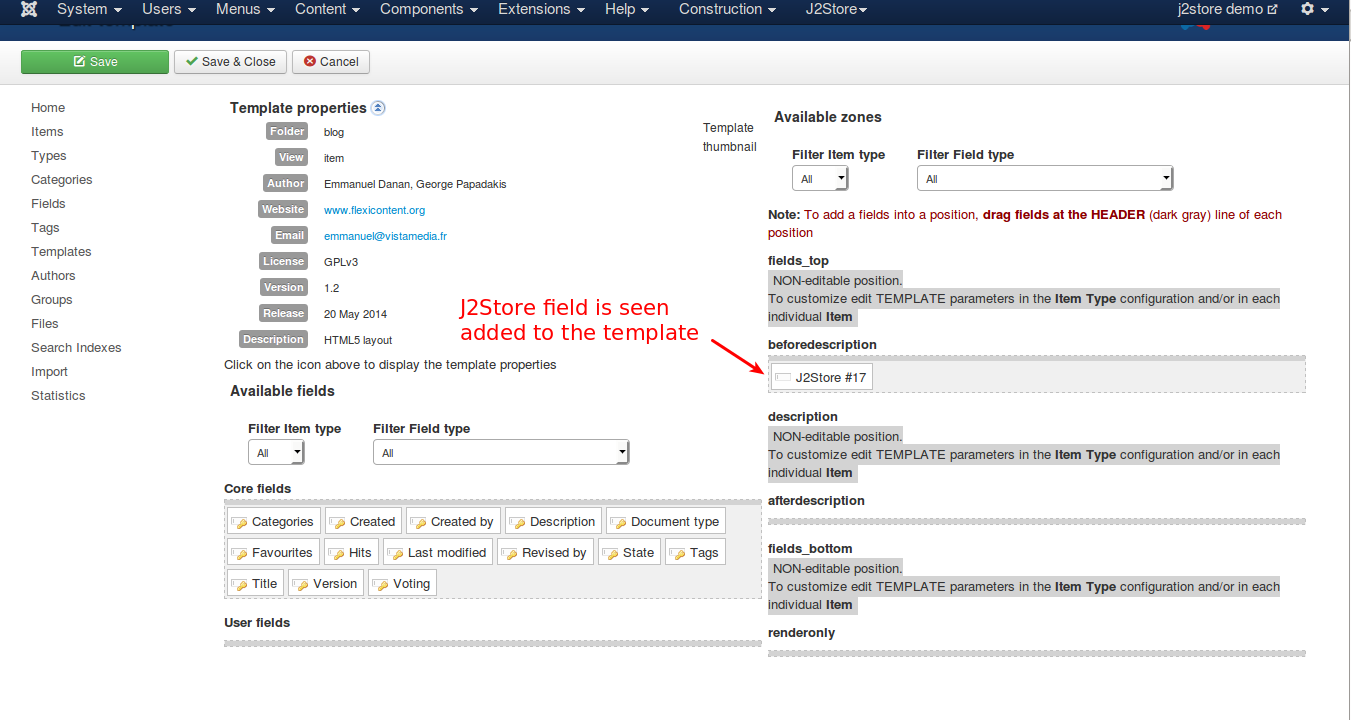 System Users Menus Content Components Extensions Help Construction J2Store j2store demo
Save Save & Close Cancel
Home
Items
Types
Categories
Fields
Tags
Templates
Authors
Groups
Files
Search Indexes
Import
Statistics
Template properties
Folder blog
View item
Author Emmanuel Danan, George Papadakis
Website www.flexicontent.org
Email emmanuel@vistamedia.fr
License GPLv3
Version 1.2
Release 20 May 2014
Description HTML5 layout
Template
thumbnail
Click on the icon above to display the template properties
J2Store field is seen
added to the template
Available fields
Filter Item type Filter Field type
All All
Core fields
Categories Created Created by Description Document type
Favourites Hits Last modified Revised by State Tags
Title Version Voting
User fields
Available zones
Filter Item type Filter Field type
All All
Note: To add a fields into a position, drag fields at the HEADER (dark gray) line of each
position
fields_top
NON-editable position.
To customize edit TEMPLATE parameters in the Item Type configuration and/or in each
individual Item
beforedescription
J2Store #17
description
NON-editable position.
To customize edit TEMPLATE parameters in the Item Type configuration and/or in each
individual Item
afterdescription
fields_bottom
NON-editable position.
To customize edit TEMPLATE parameters in the Item Type configuration and/or in each
individual Item
renderonly